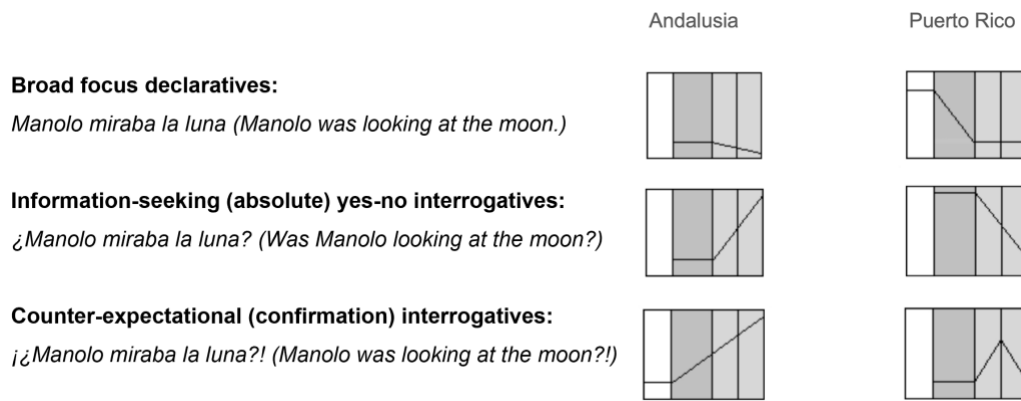 Andalusia Puerto Rico
Broad focus declaratives:
Manolo miraba la luna (Manolo was looking at the moon.)
Information-seeking (absolute) yes-no interrogatives:
¿Manolo miraba la luna? (Was Manolo looking at the moon?)
Counter-expectational (confirmation) interrogatives:
¡¿Manolo miraba la luna?! (Manolo was looking at the moon?!)